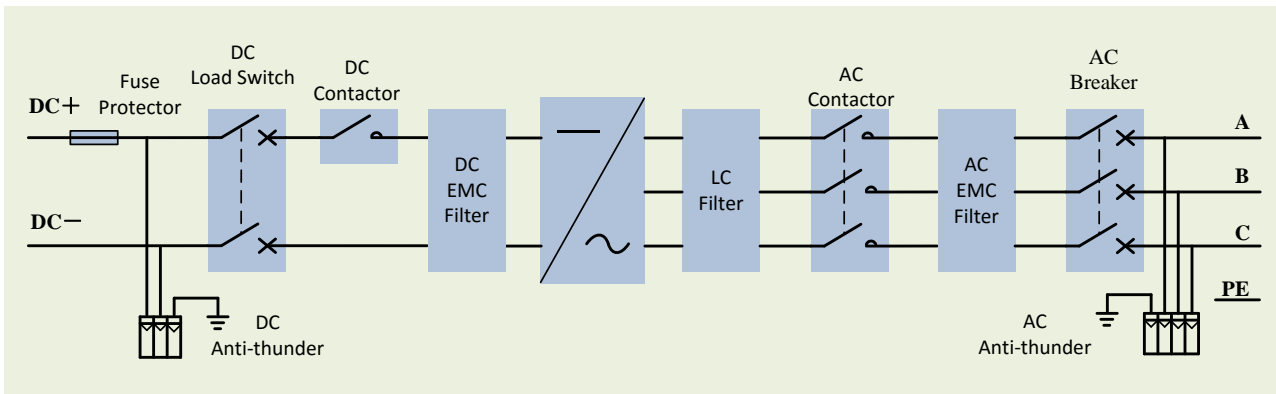 DC+
Fuse
Protector
DC
Load Switch
DC
Contactor
DC
EMC
Filter
LC
Filter
AC
Contactor
AC
EMC
Filter
AC
Breaker
A
B
C
PE
DC−
DC
Anti-thunder
AC
Anti-thunder